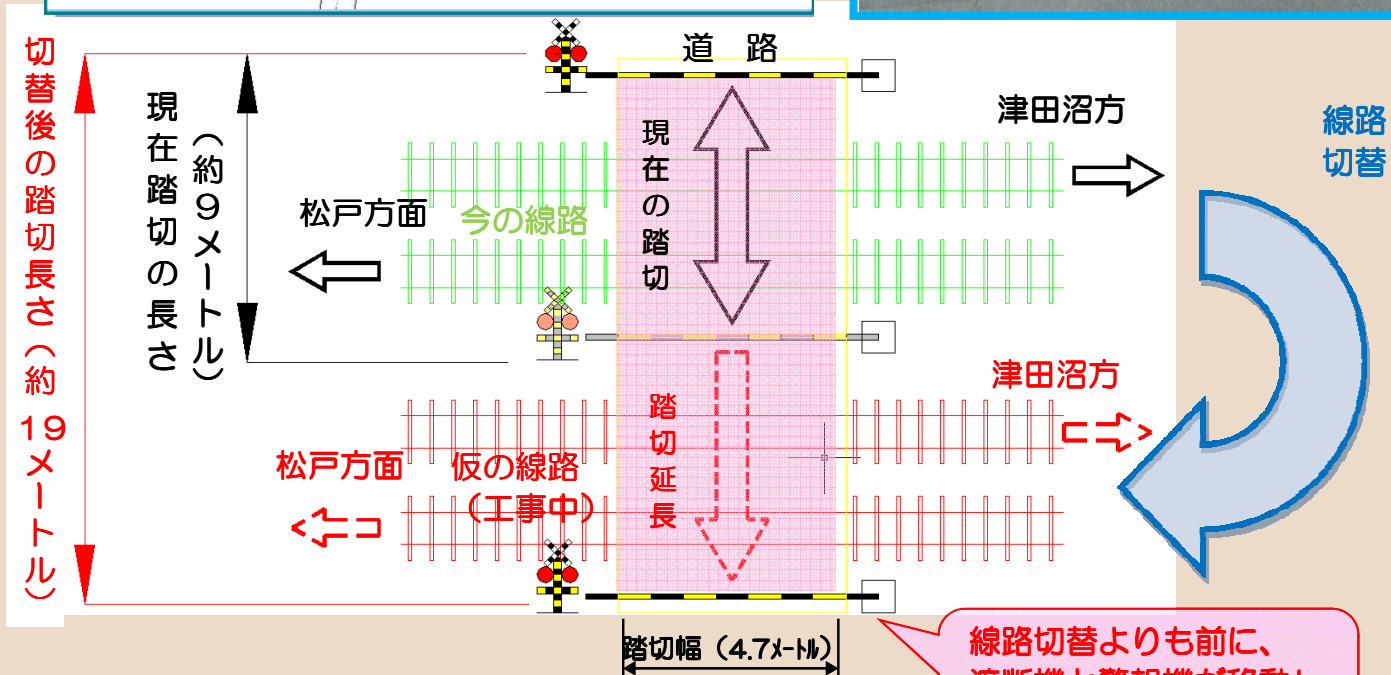 切替後の踏切長さ（約19メートル）
現在踏切の長さ
（約9メートル）
道　路
現在の踏切
津田沼方
線路
切替
松戸方面
今の線路
津田沼方
踏切延長
松戸方面
仮の線路
（工事中）
踏切幅（4.7メートル）
線路切替よりも前に、